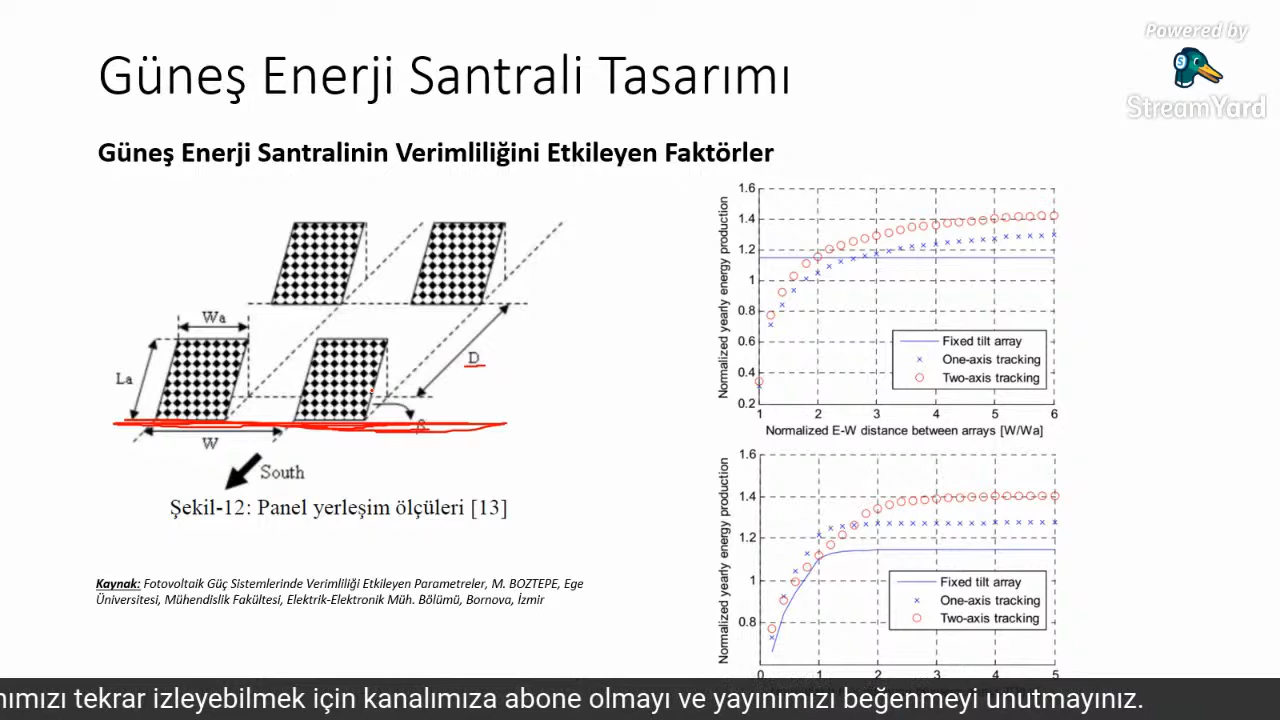 Powered by
StreamYard
Güneş Enerji Santrali Tasarımı
Güneş Enerji Santralinin Verimliliğini Etkileyen Faktörler
Wa
La
D
W
South
Şekil-12: Panel yerleşim ölçüleri [13]
Kaynak: Fotovoltaik Güç Sistemlerinde Verimliliği Etkileyen Parametreler, M. BOZTEPE, Ege
Üniversitesi, Mühendislik Fakültesi, Elektrik-Elektronik Müh. Bölümü, Bornova, İzmir
Normalized yearly energy production
1.6
1.4
1.2
1
0.8
0.6
0.4
0.2
Fixed tilt array
One-axis tracking
Two-axis tracking
1 2 3 4 5 6
Normalized E-W distance between arrays [W/Wa]
Normalized yearly energy production
1.6
1.4
1.2
1
0.8
Fixed tilt array
One-axis tracking
Two-axis tracking
0 1 2 3 4 5
tekrar izleyebilmek için kanalımıza abone olmayı ve yayınımızı beğenmeyi unutmayınız.